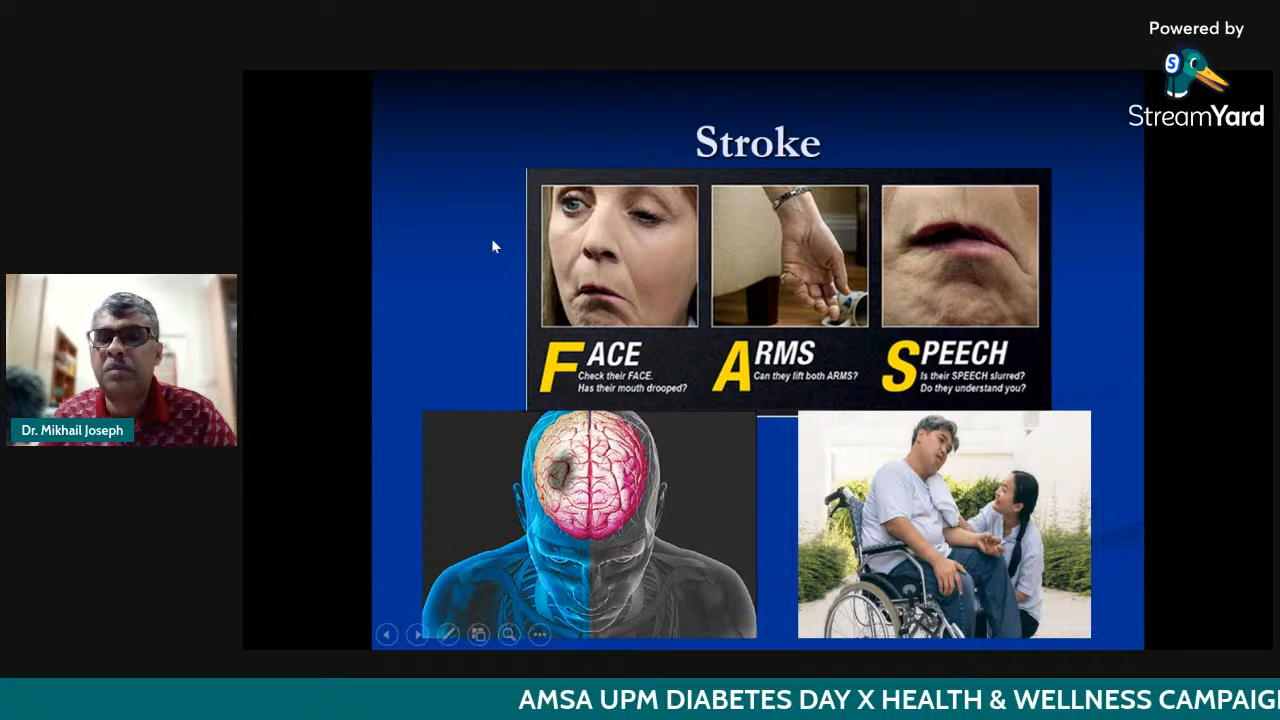 Powered by
S
StreamYard
Stroke
FACE
Check their FACE.
Has their mouth drooped?
ARMS
Can they lift both ARMS?
SPEECH
Is their SPEECH slurred?
Do they understand you?
Dr. Mikhail Joseph
AMSA UPM DIABETES DAY X HEALTH & WELLNESS CAMPAIG